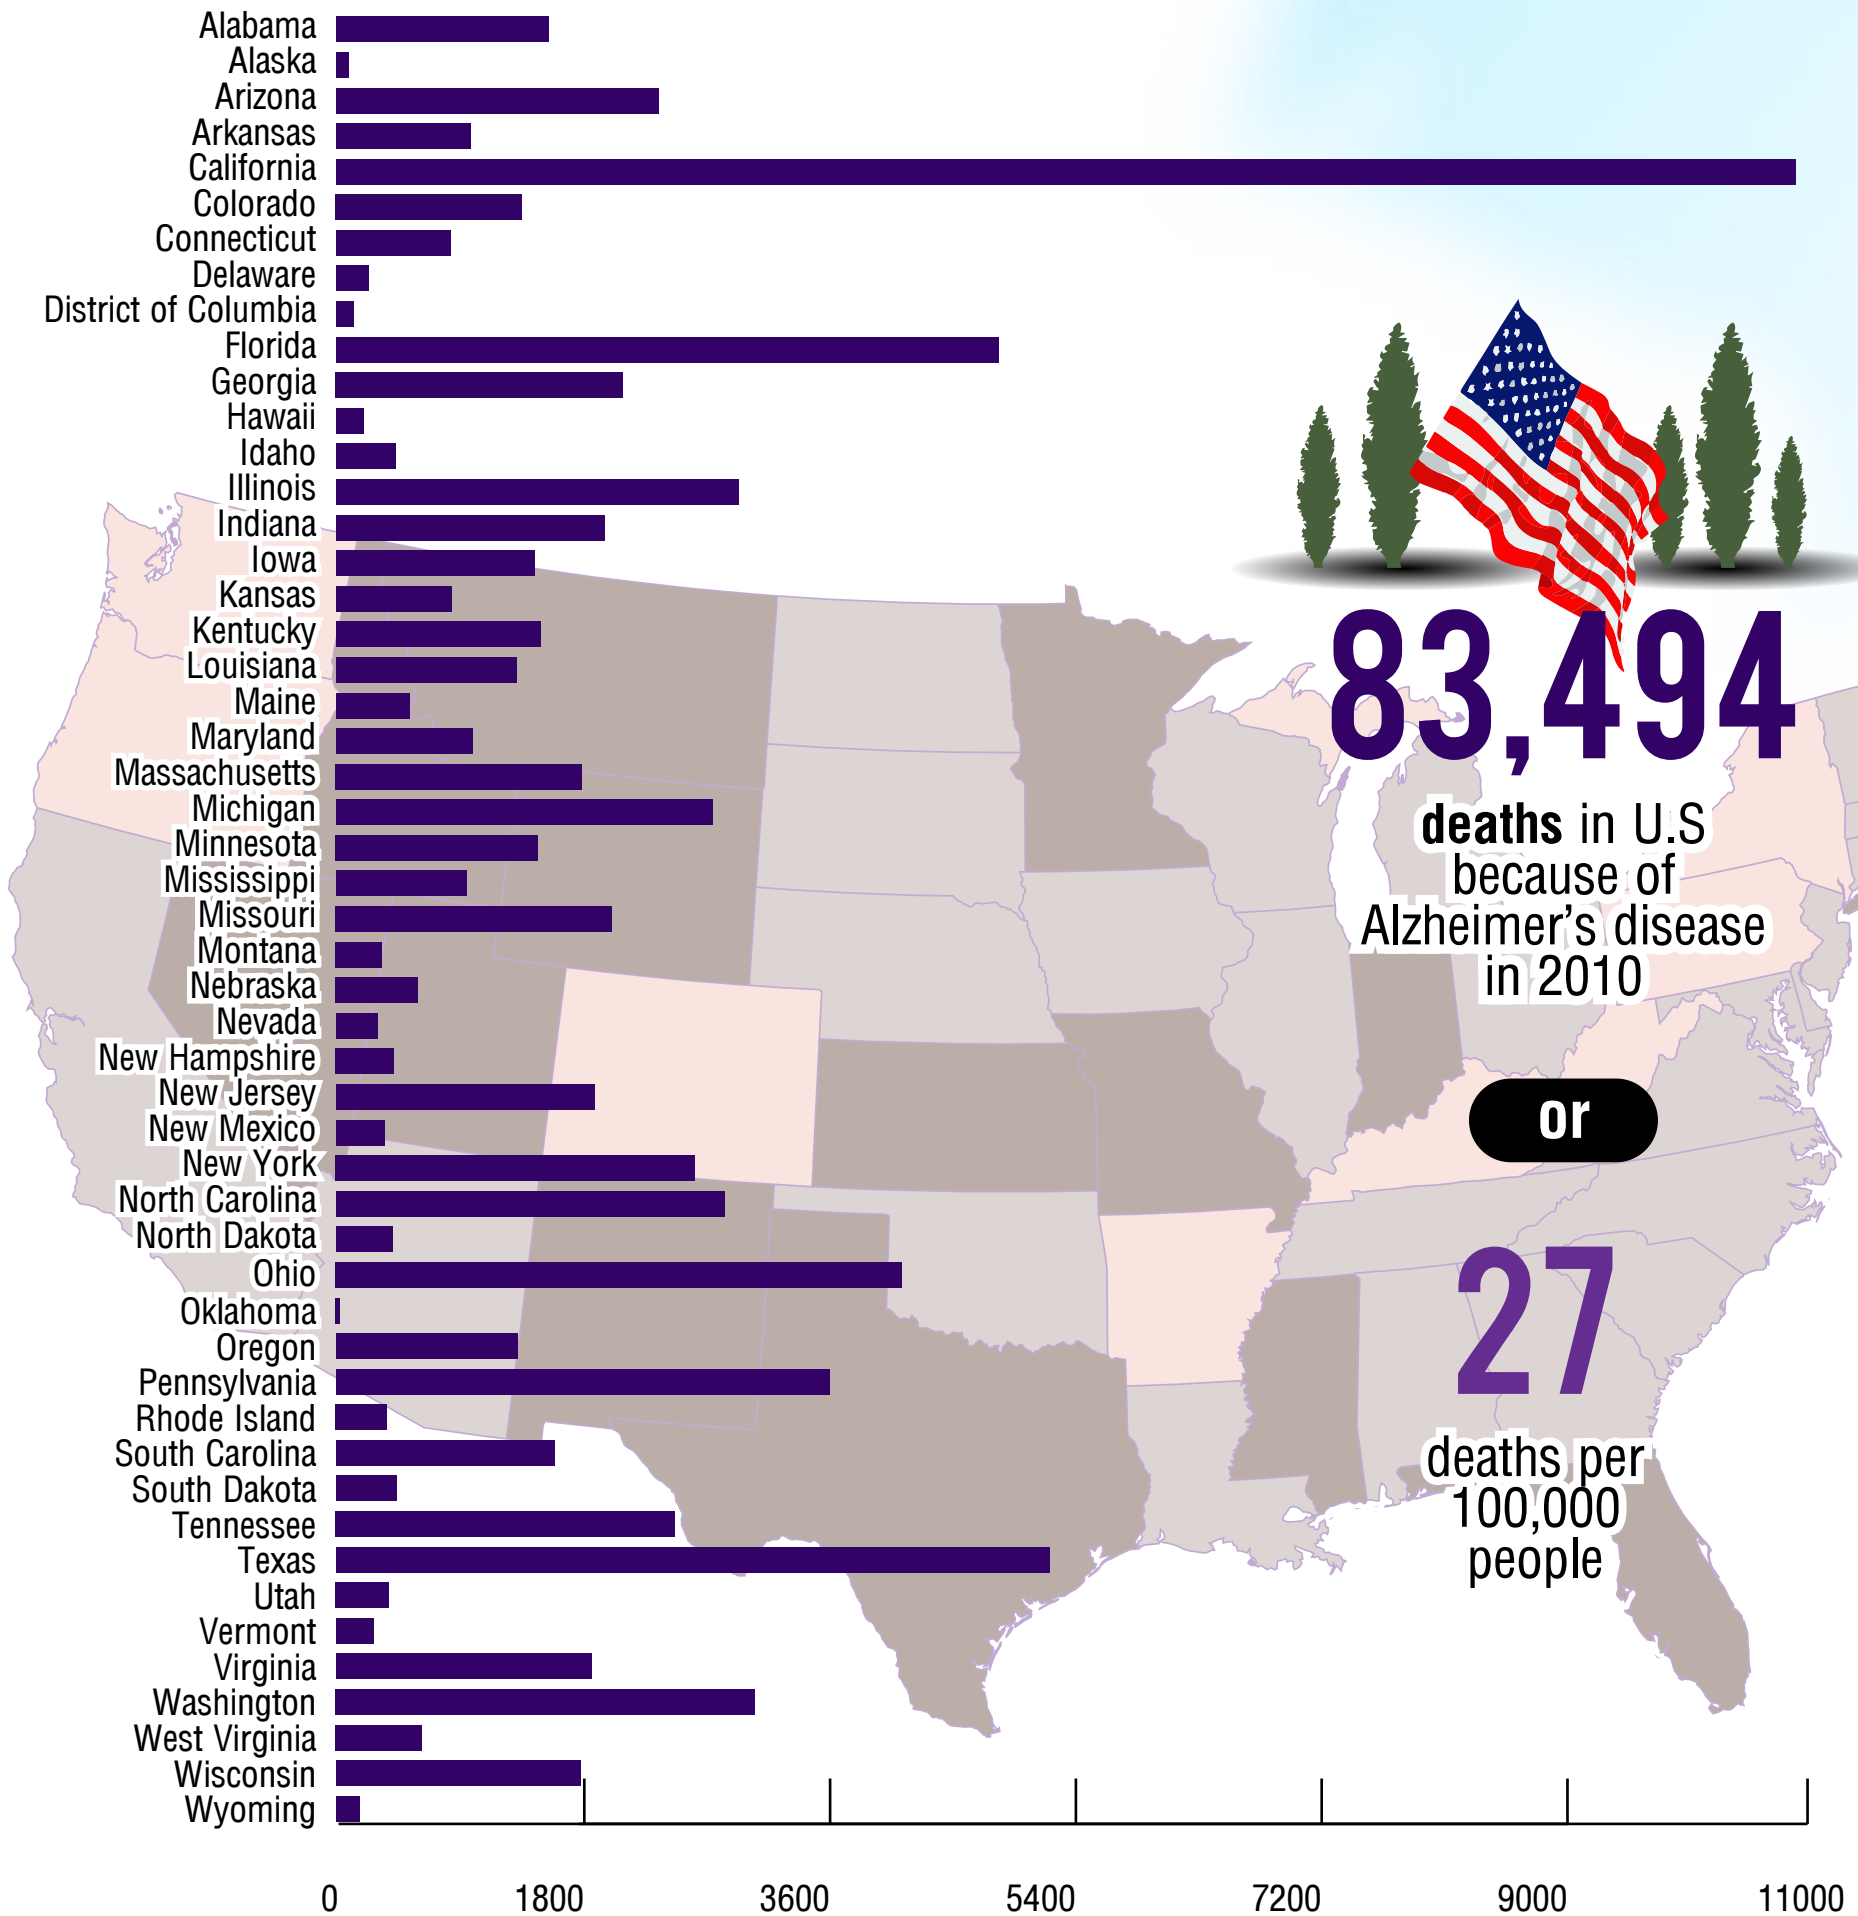 Alabama
Alaska
Arizona
Arkansas
California
Colorado
Connecticut
Delaware
District of Columbia
Florida
Georgia
Hawaii
Idaho
Illinois
Indiana
Iowa
Kansas
Kentucky
Louisiana
Maine
Maryland
Massachusetts
Michigan
Minnesota
Mississippi
Missouri
Montana
Nebraska
Nevada
New Hampshire
New Jersey
New Mexico
New York
North Carolina
North Dakota
Ohio
Oklahoma
Oregon
Pennsylvania
Rhode Island
South Carolina
South Dakota
Tennessee
Texas
Utah
Vermont
Virginia
Washington
West Virginia
Wisconsin
Wyoming
0 1800 3600 5400 7200 9000 11000
83,494
deaths in U.S
because of
Alzheimer’s disease
in 2010
or
27
deaths per
100,000
people